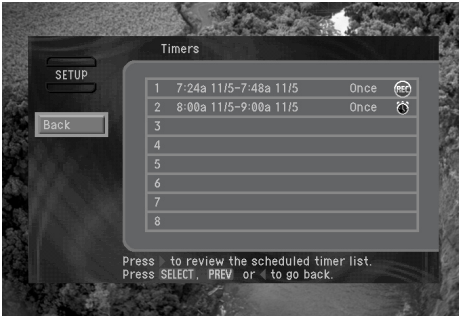 Timers
SETUP
Back
1 7:24a 11/5-7:48a 11/5 Once REC
2 8:00a 11/5-9:00a 11/5 Once
3
4
5
6
7
8
Press to review the scheduled timer list.
Press SELECT, PREV or to go back.